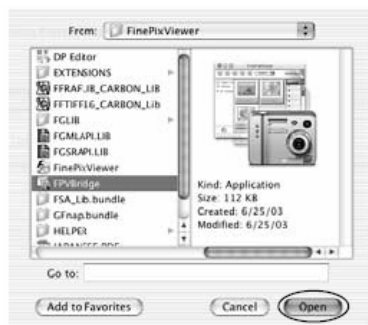 From: FinePixViewer
DP Editor
EXTENSIONS
FFRAFJB_CARBON_LIB
FFTIFF16_CARBON_Lib
FGLIB
FGMLAPI.LIB
FGSRAPI.LIB
FinePixViewer
FPVBridge
FSA_Lib.bundle
GFnap.bundle
HELPER
Kind: Application
Size: 112 KB
Created: 6/25/03
Modified: 6/25/03
Go to:
Add to Favorites
Cancel
Open